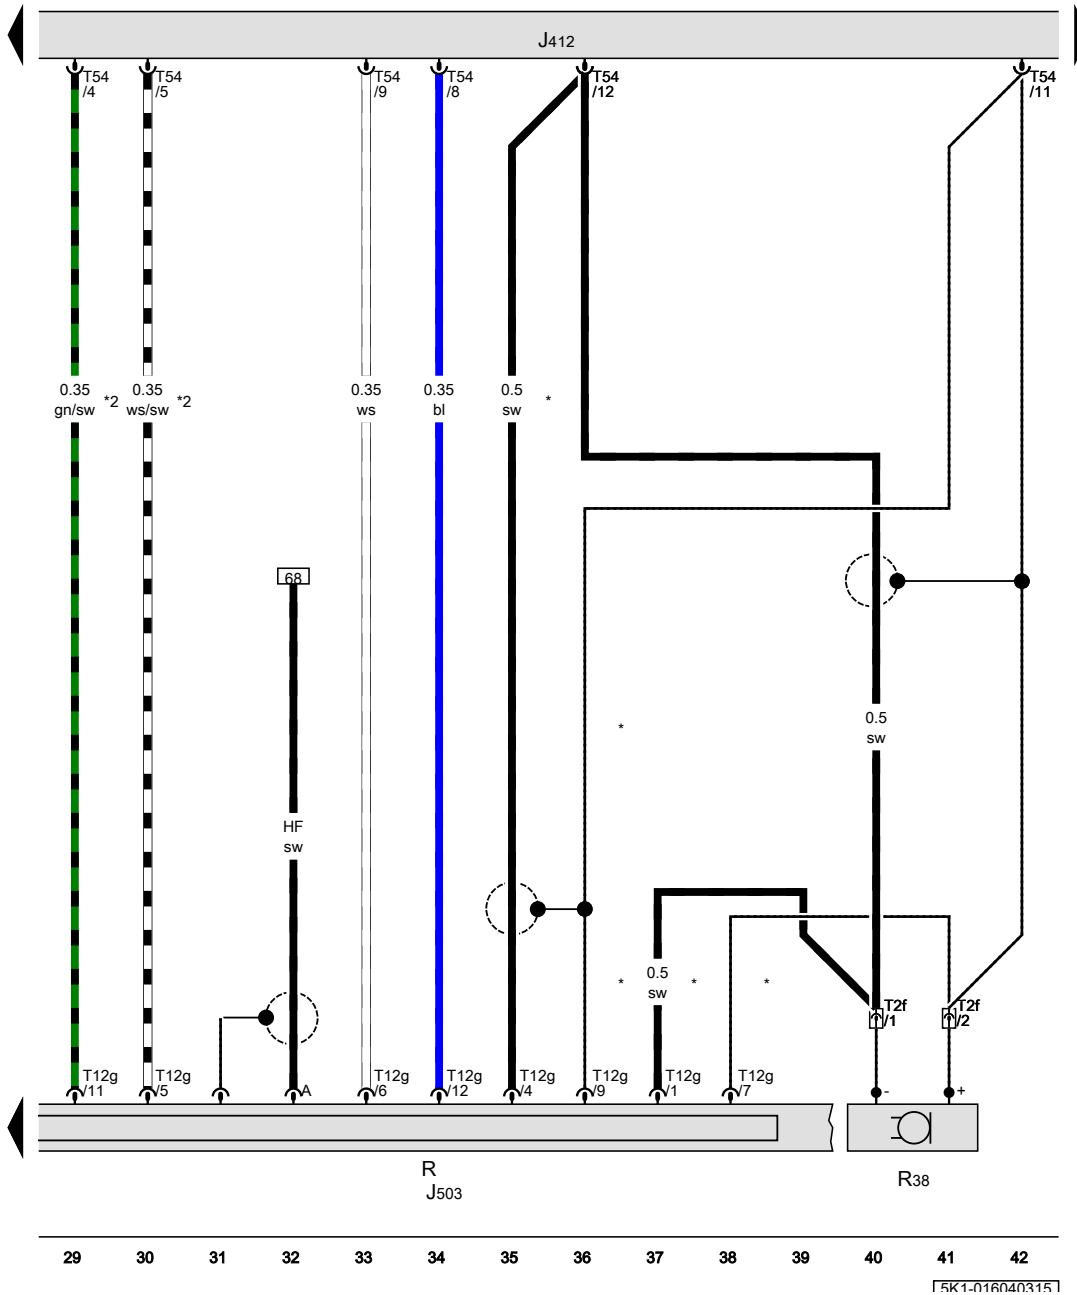 J412
T54
/4
T54
/5
T54
/9
T54
/8
T54
/12
T54
/11
0.35
gn/sw
*2
0.35
ws/sw
*2
0.35
ws
0.35
bl
0.5
sw
*
68
*
0.5
sw
HF
sw
*
0.5
sw
*
*
T2f
/1
T2f
/2
T12g
/11
T12g
/5
A
T12g
/6
T12g
/12
T12g
/4
T12g
/9
T12g
/1
T12g
/7
-
+
R
J503
R38
29 30 31 32 33 34 35 36 37 38 39 40 41 42
5K1-016040315